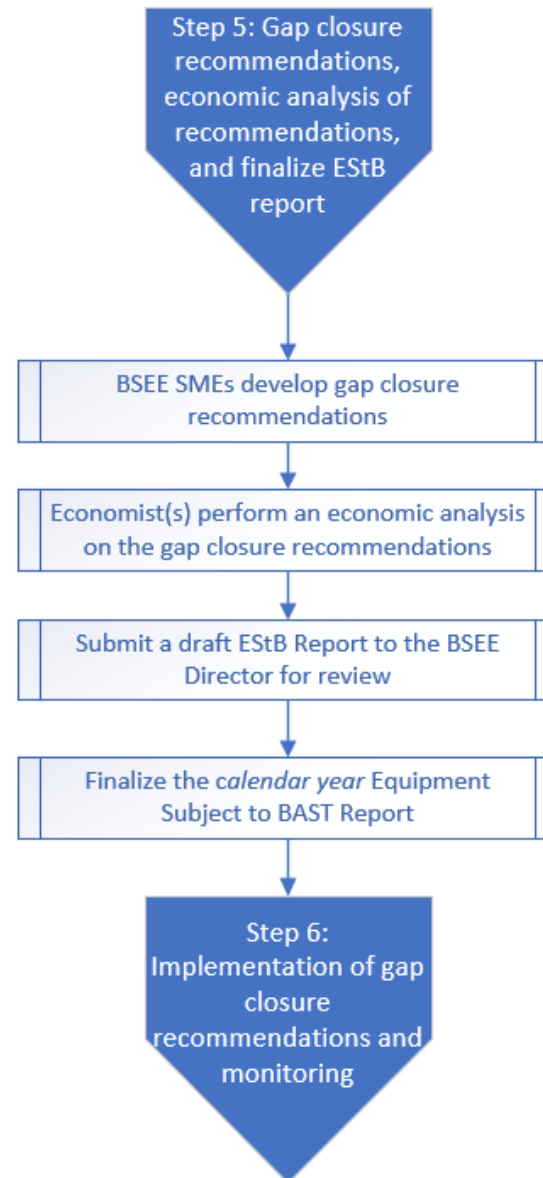 Step 5: Gap closure
recommendations,
economic analysis of
recommendations,
and finalize EStB
report
BSEE SMEs develop gap closure
recommendations
Economist(s) perform an economic analysis
on the gap closure recommendations
Submit a draft EStB Report to the BSEE
Director for review
Finalize the calendar year Equipment
Subject to BAST Report
Step 6:
Implementation of gap
closure
recommendations and
monitoring